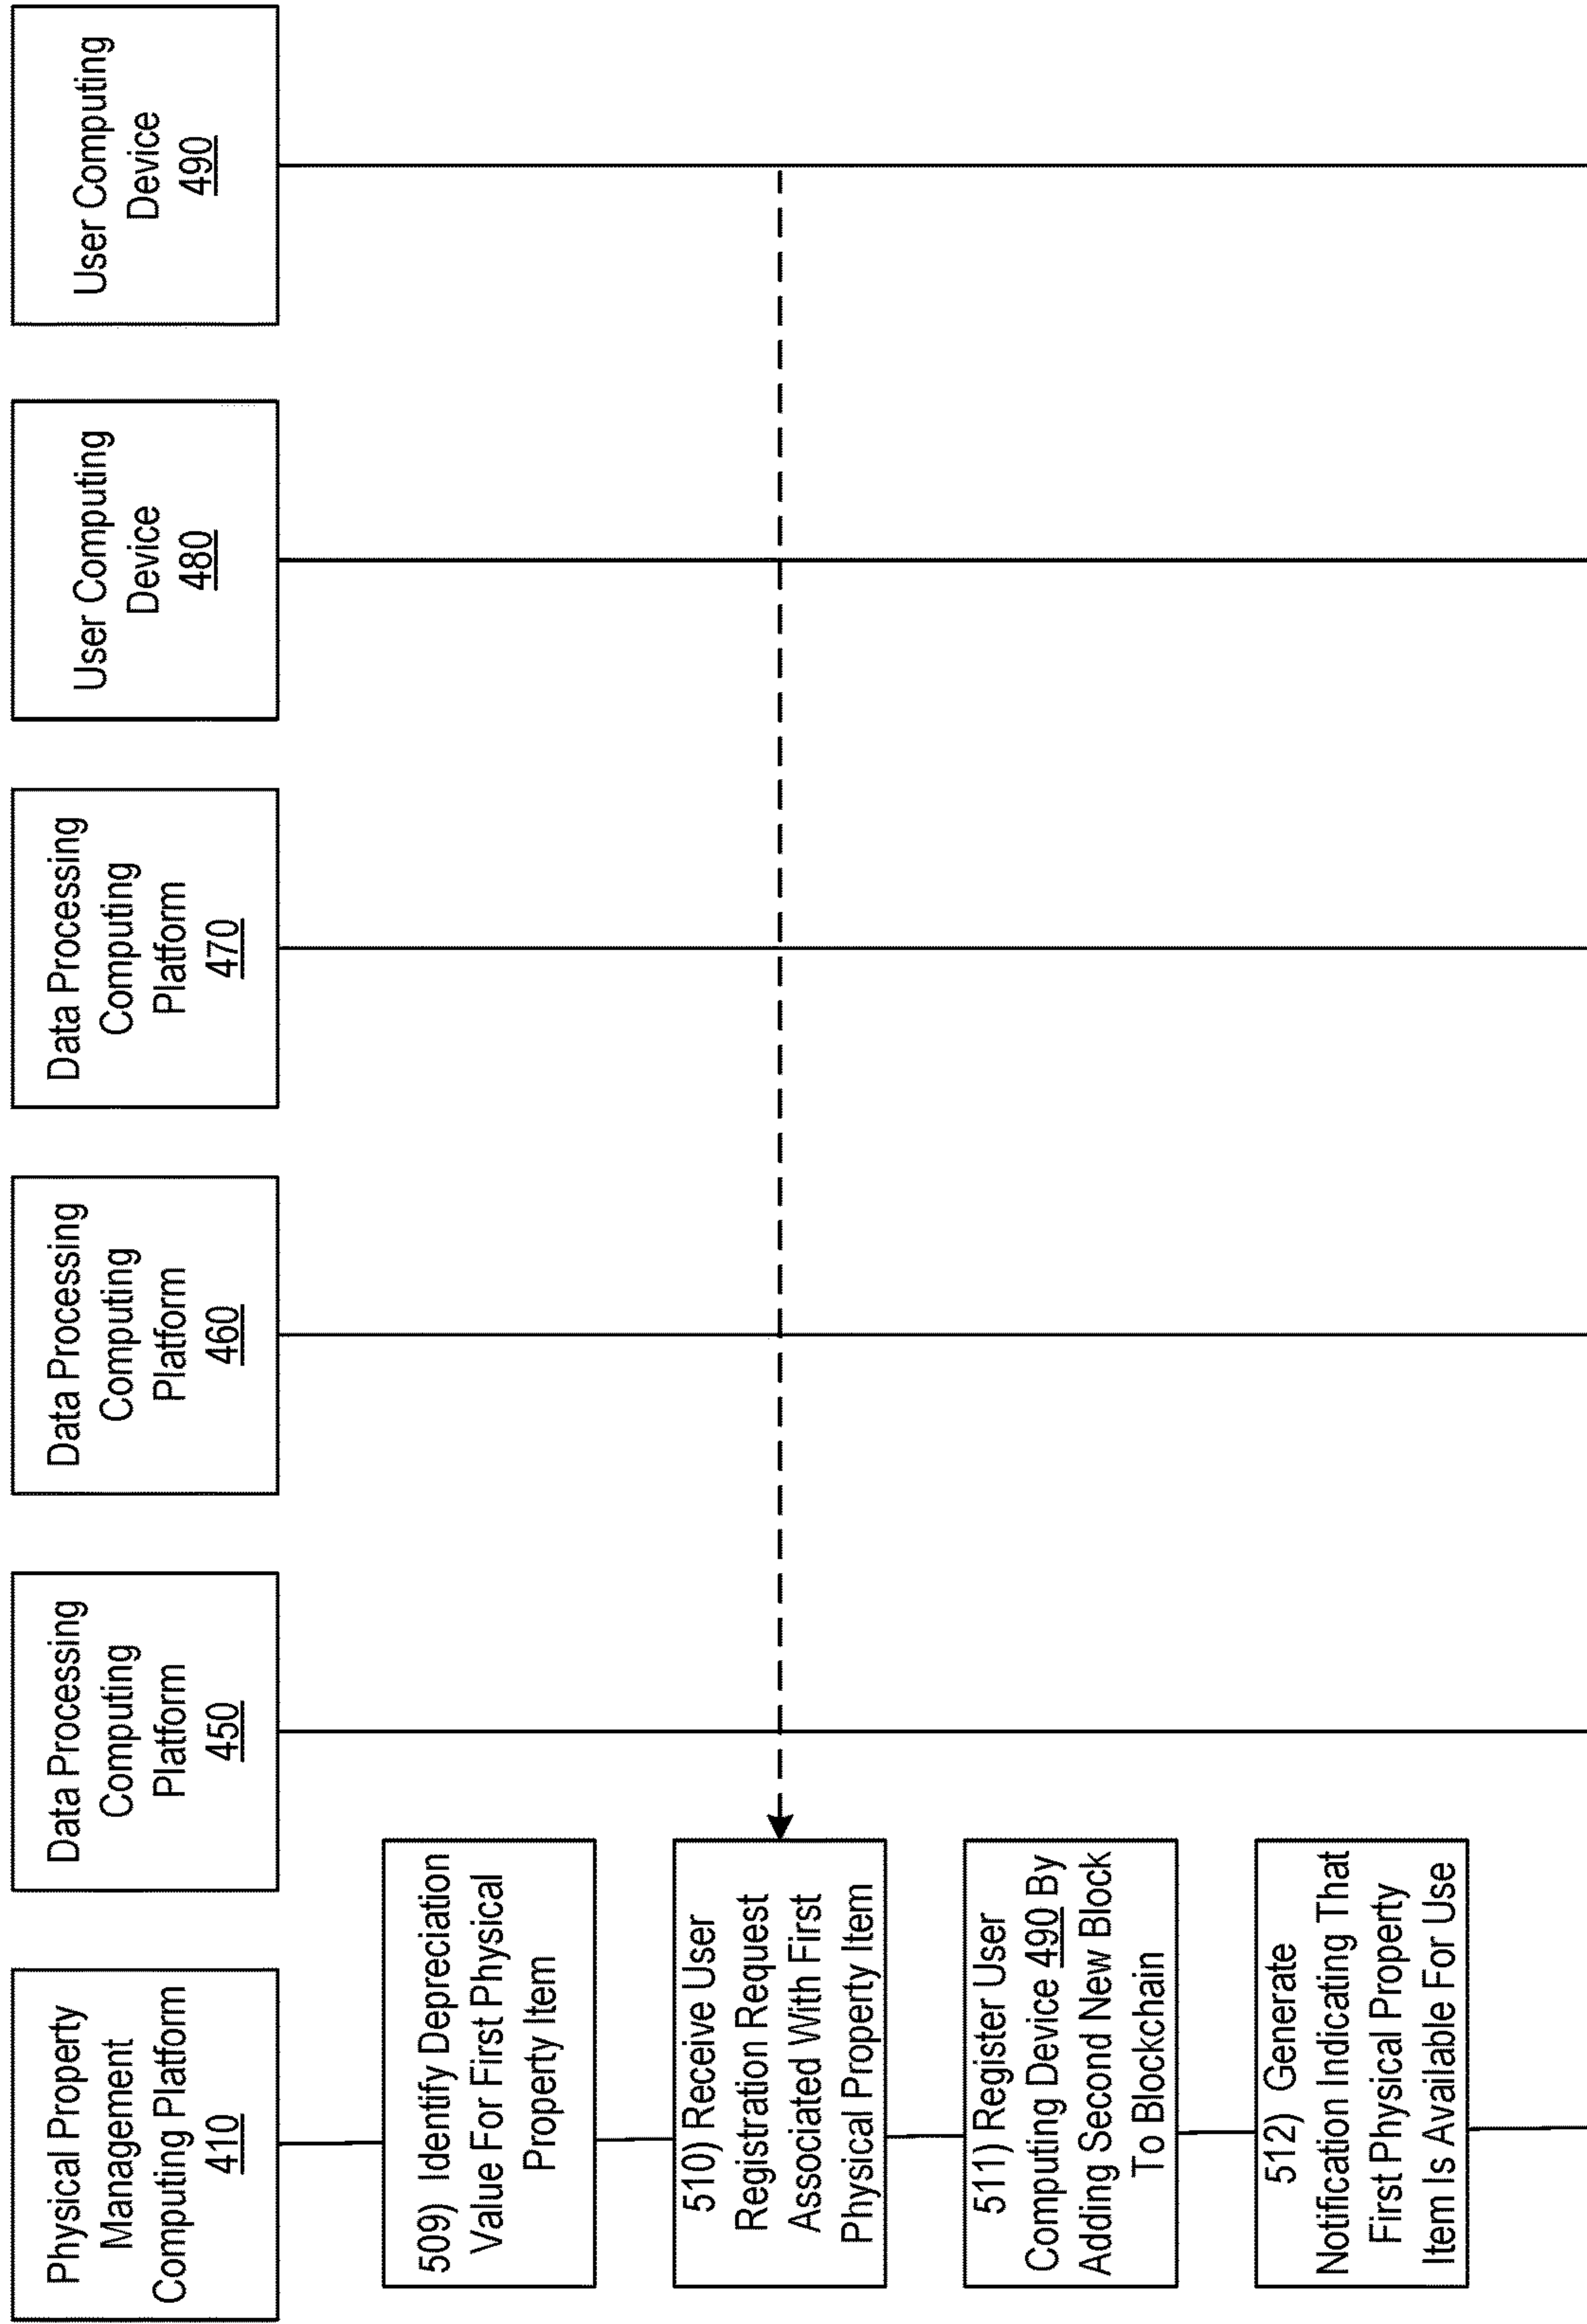 Physical Property
Management
Computing Platform
410
Data Processing
Computing
Platform
450
Data Processing
Computing
Platform
460
Data Processing
Computing
Platform
470
User Computing
Device
480
User Computing
Device
490
509) Identify Depreciation
Value For First Physical
Property Item
510) Receive User
Registration Request
Associated With First
Physical Property Item
511) Register User
Computing Device 490 By
Adding Second New Block
To Blockchain
512) Generate
Notification Indicating That
First Physical Property
Item Is Available For Use